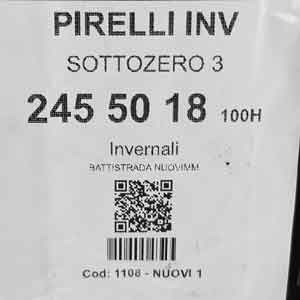 PIRELLI INV
SOTTOZERO 3
245 50 18 100H
Invernali
BATTISTRADA NUOVIMM
Cod: 1108 - NUOVI 1